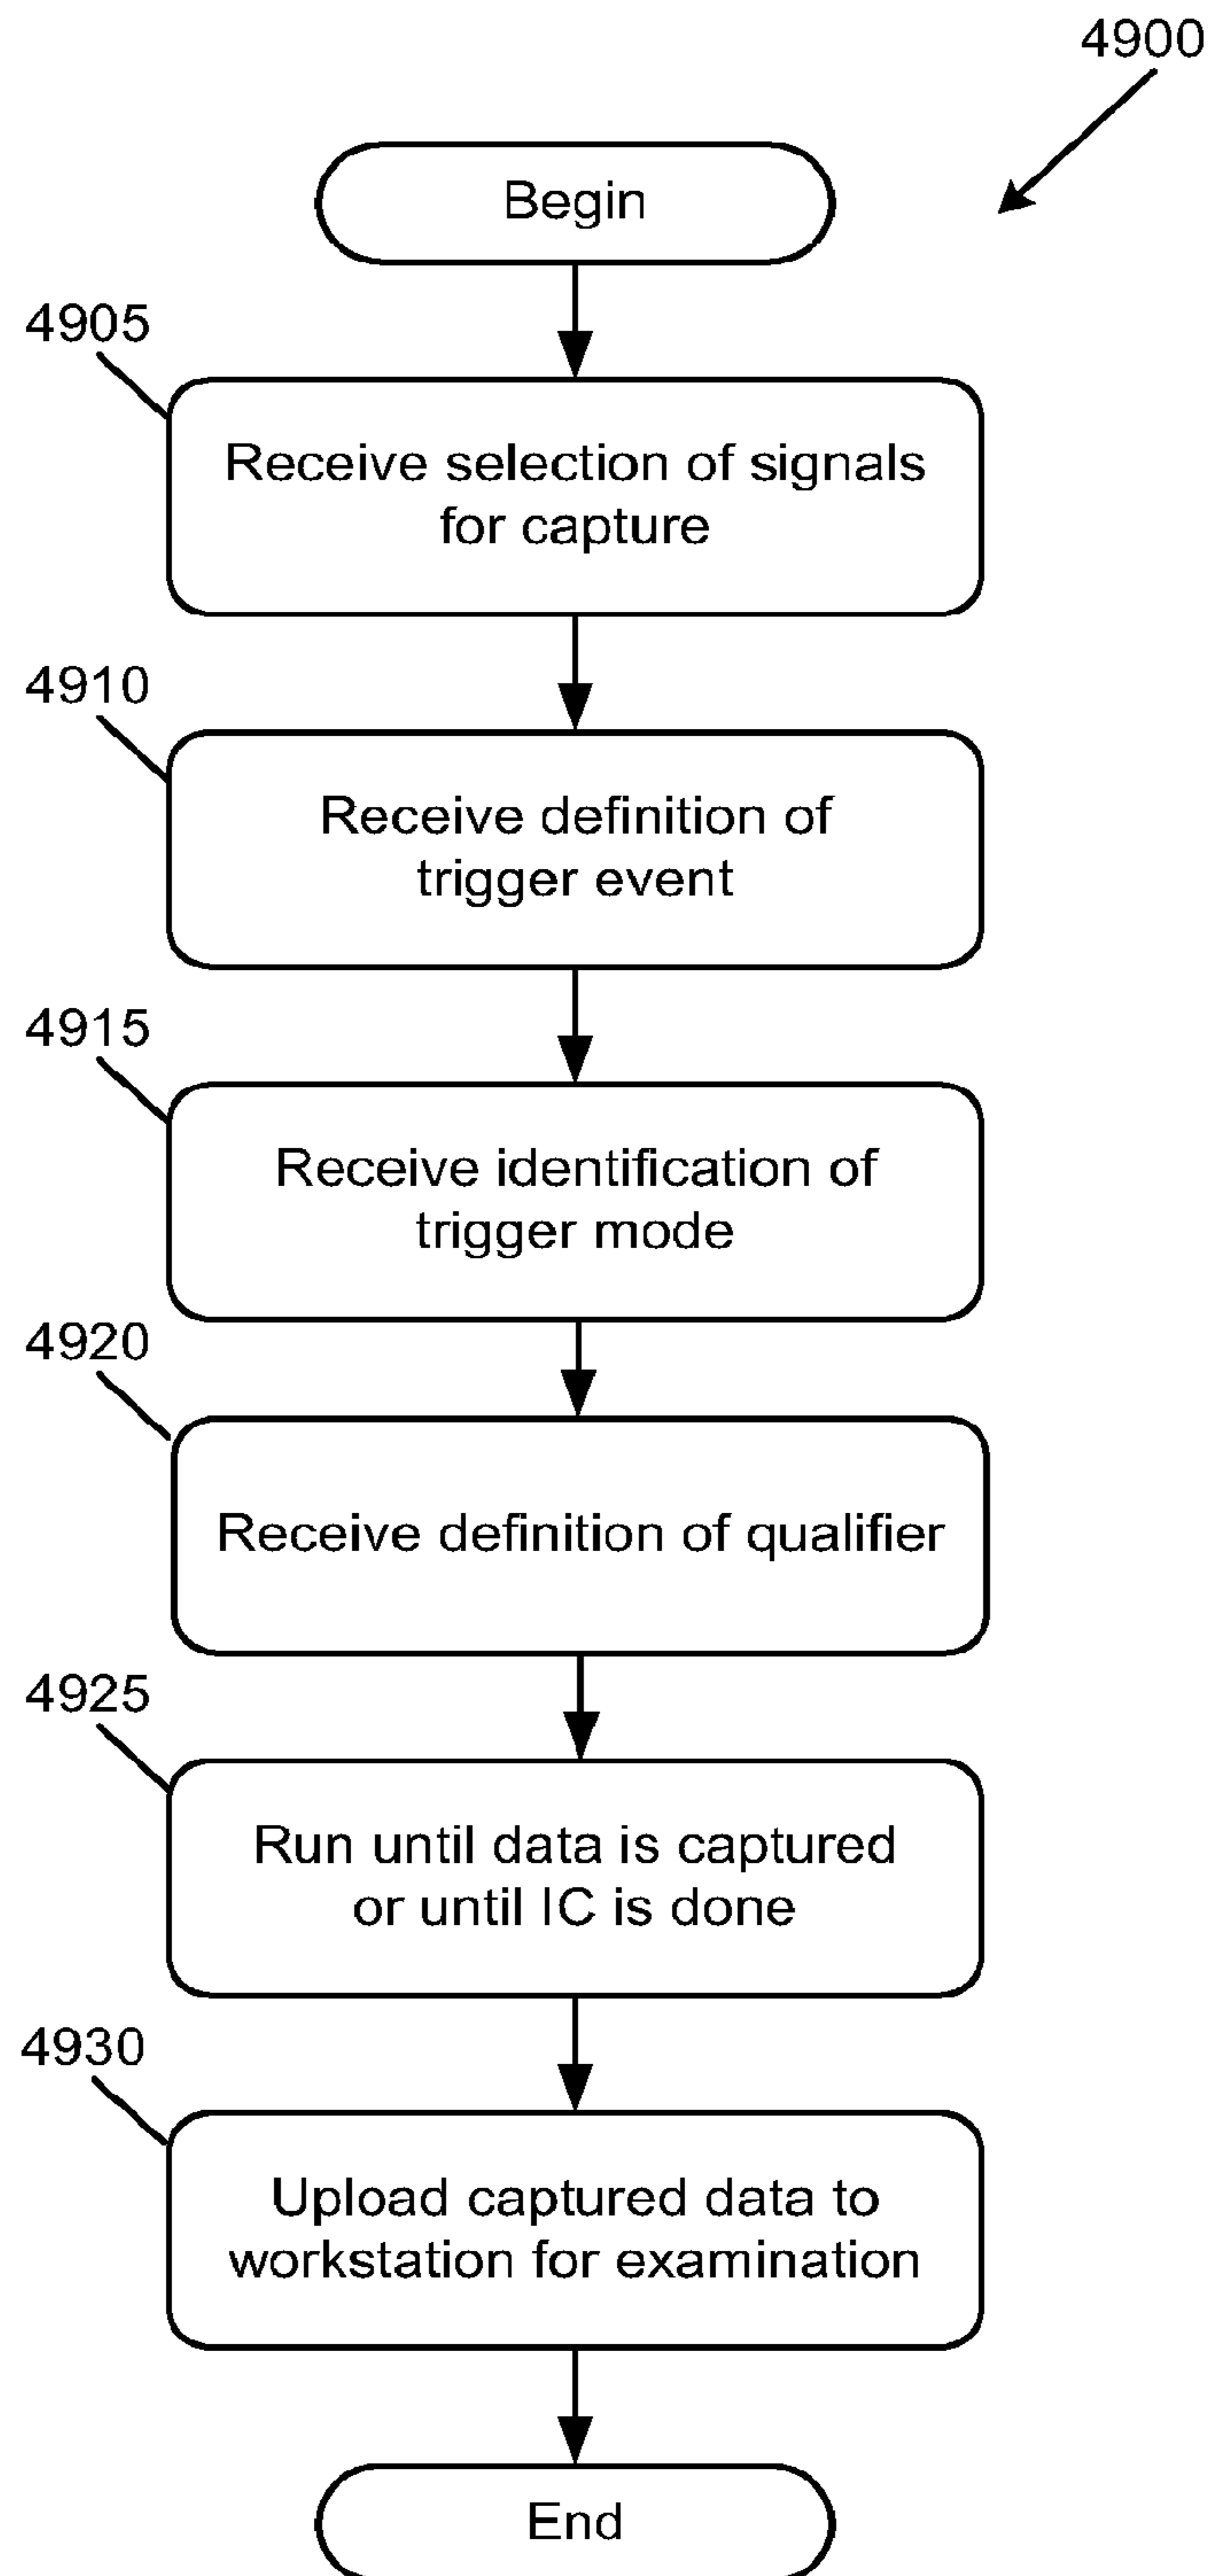 4900
Begin
4905
Receive selection of signals
for capture
4910
Receive definition of
trigger event
4915
Receive identification of
trigger mode
4920
Receive definition of qualifier
4925
Run until data is captured
or until IC is done
4930
Upload captured data to
workstation for examination
End